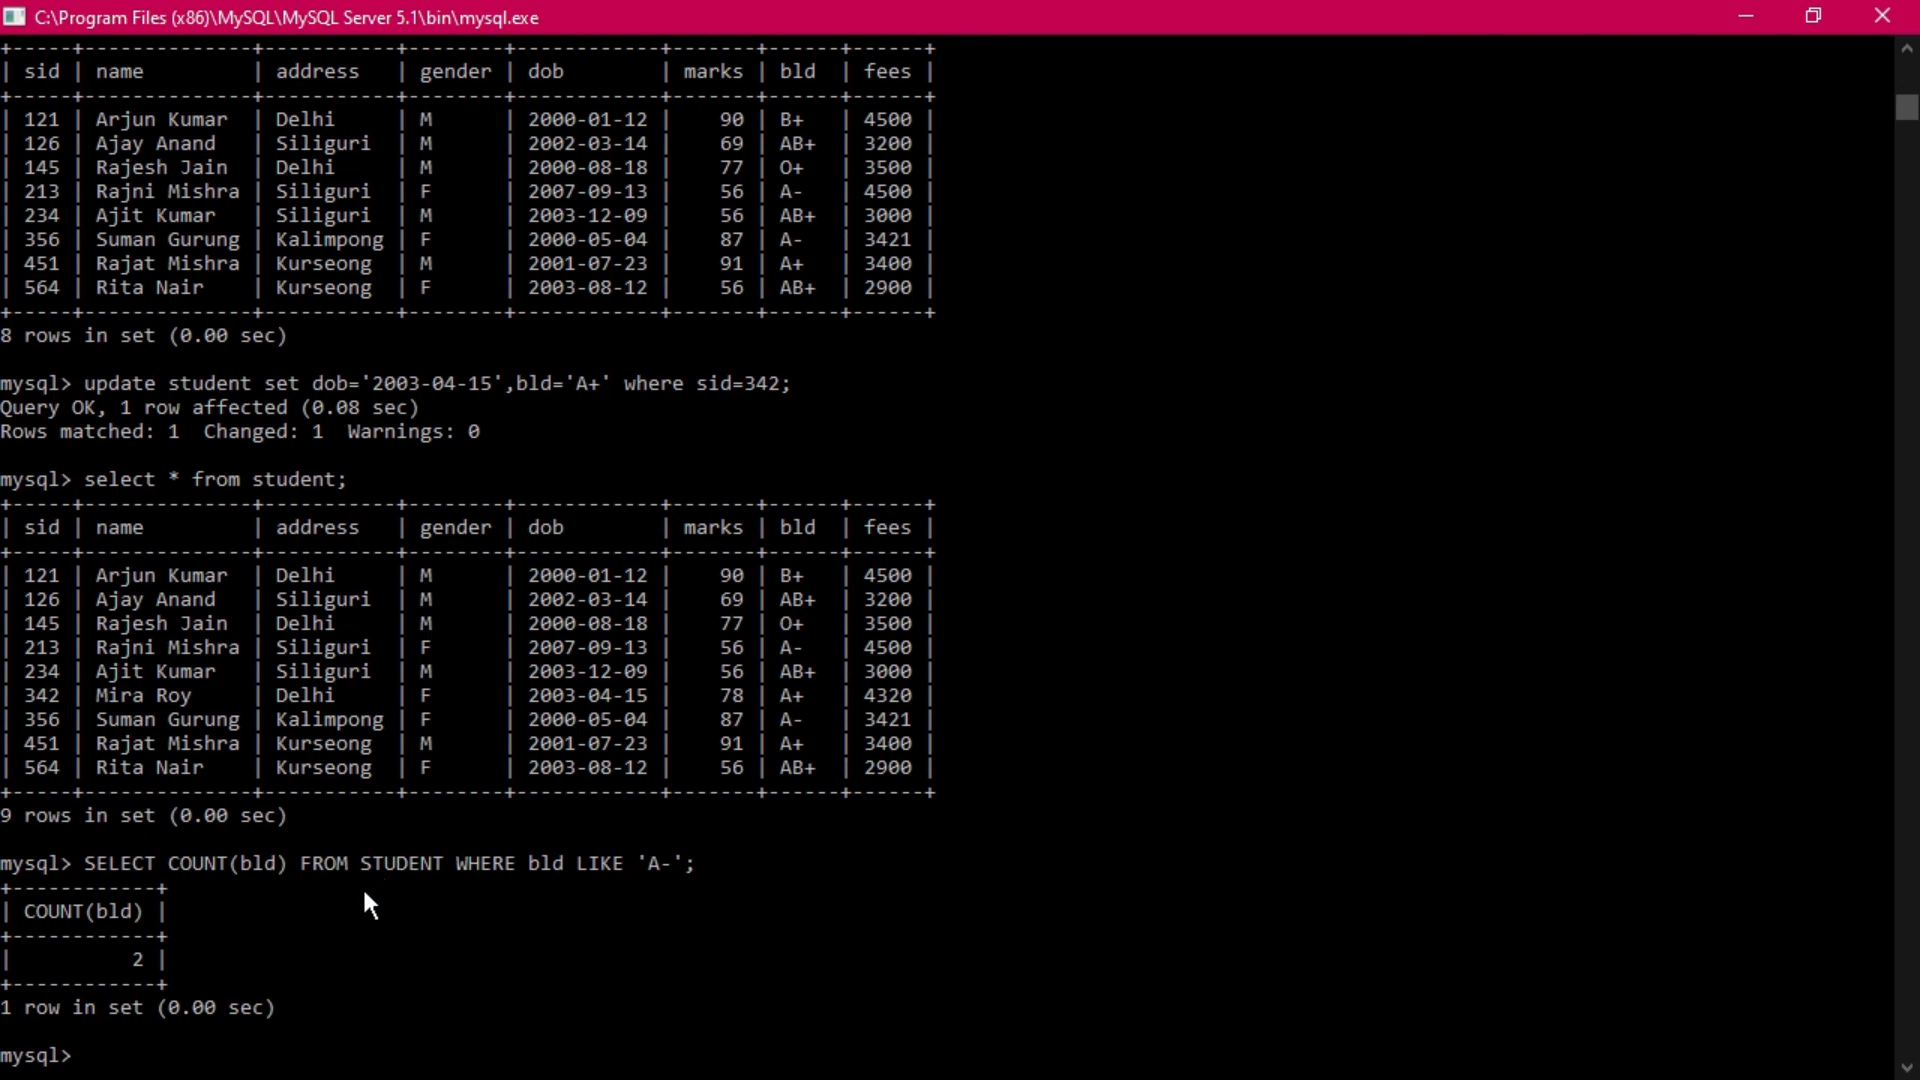 C:\Program Files (x86)\MySQL\MySQL Server 5.1\bin\mysql.exe
+-----+--------------+-----------+--------+------------+-------+------+------+
| sid | name         | address   | gender | dob        | marks | bld  | fees |
+-----+--------------+-----------+--------+------------+-------+------+------+
| 121 | Arjun Kumar  | Delhi     | M      | 2000-01-12 |    90 | B+   | 4500 |
| 126 | Ajay Anand   | Siliguri  | M      | 2002-03-14 |    69 | AB+  | 3200 |
| 145 | Rajesh Jain  | Delhi     | M      | 2000-08-18 |    77 | O+   | 3500 |
| 213 | Rajni Mishra | Siliguri  | F      | 2007-09-13 |    56 | A-   | 4500 |
| 234 | Ajit Kumar   | Siliguri  | M      | 2003-12-09 |    56 | AB+  | 3000 |
| 356 | Suman Gurung | Kalimpong | F      | 2000-05-04 |    87 | A-   | 3421 |
| 451 | Rajat Mishra | Kurseong  | M      | 2001-07-23 |    91 | A+   | 3400 |
| 564 | Rita Nair    | Kurseong  | F      | 2003-08-12 |    56 | AB+  | 2900 |
+-----+--------------+-----------+--------+------------+-------+------+------+
8 rows in set (0.00 sec)
mysql> update student set dob='2003-04-15',bld='A+' where sid=342;
Query OK, 1 row affected (0.08 sec)
Rows matched: 1  Changed: 1  Warnings: 0
mysql> select * from student;
+-----+--------------+-----------+--------+------------+-------+------+------+
| sid | name         | address   | gender | dob        | marks | bld  | fees |
+-----+--------------+-----------+--------+------------+-------+------+------+
| 121 | Arjun Kumar  | Delhi     | M      | 2000-01-12 |    90 | B+   | 4500 |
| 126 | Ajay Anand   | Siliguri  | M      | 2002-03-14 |    69 | AB+  | 3200 |
| 145 | Rajesh Jain  | Delhi     | M      | 2000-08-18 |    77 | O+   | 3500 |
| 213 | Rajni Mishra | Siliguri  | F      | 2007-09-13 |    56 | A-   | 4500 |
| 234 | Ajit Kumar   | Siliguri  | M      | 2003-12-09 |    56 | AB+  | 3000 |
| 342 | Mira Roy     | Delhi     | F      | 2003-04-15 |    78 | A+   | 4320 |
| 356 | Suman Gurung | Kalimpong | F      | 2000-05-04 |    87 | A-   | 3421 |
| 451 | Rajat Mishra | Kurseong  | M      | 2001-07-23 |    91 | A+   | 3400 |
| 564 | Rita Nair    | Kurseong  | F      | 2003-08-12 |    56 | AB+  | 2900 |
+-----+--------------+-----------+--------+------------+-------+------+------+
9 rows in set (0.00 sec)
mysql> SELECT COUNT(bld) FROM STUDENT WHERE bld LIKE 'A-';
+------------+
| COUNT(bld) |
+------------+
|          2 |
+------------+
1 row in set (0.00 sec)
mysql>